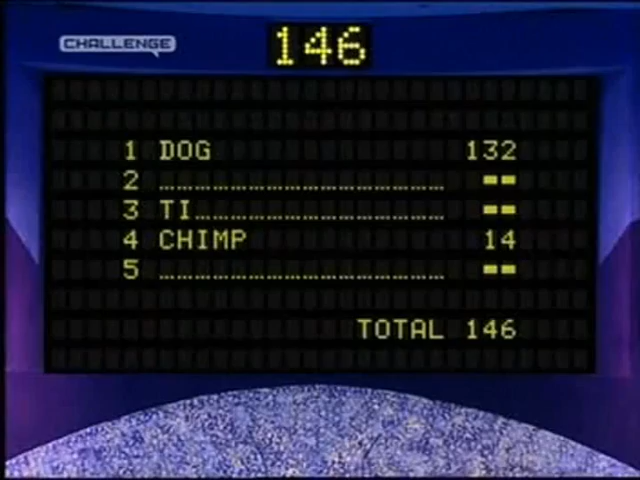 CHALLENGE
146
1 DOG 132
2 ........................ --
3 TI..................... --
4 CHIMP 14
5 ........................ --
TOTAL 146